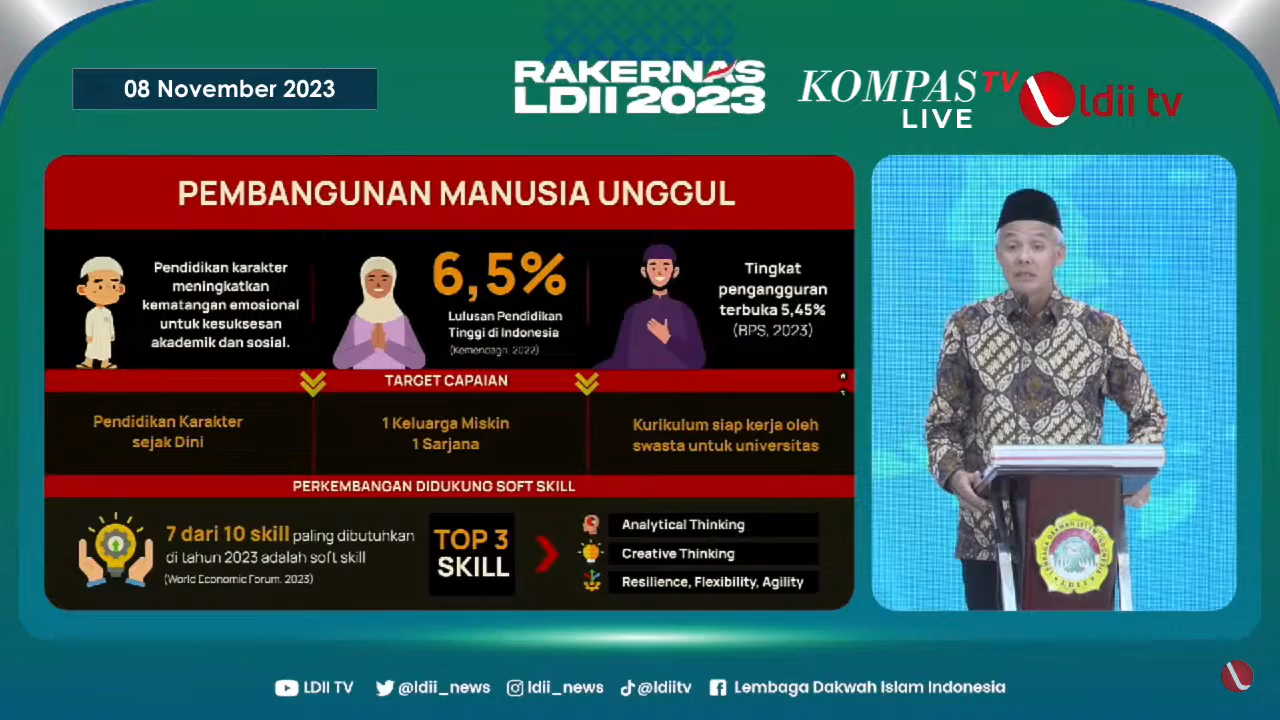 08 November 2023
RAKERNAS
LDII 2023
KOMPAS TV
LIVE
ldii tv
PEMBANGUNAN MANUSIA UNGGUL
Pendidikan karakter
meningkatkan
kematangan emosional
untuk kesuksesan
akademik dan sosial.
6,5%
Lulusan Pendidikan
Tinggi di Indonesia
(Kemendagri, 2022)
Tingkat
pengangguran
terbuka 5,45%
(BPS, 2023)
TARGET CAPAIAN
Pendidikan Karakter
sejak Dini
1 Keluarga Miskin
1 Sarjana
Kurikulum siap kerja oleh
swasta untuk universitas
PERKEMBANGAN DIDUKUNG SOFT SKILL
7 dari 10 skill paling dibutuhkan
di tahun 2023 adalah soft skill
(World Economic Forum, 2023)
TOP 3
SKILL
Analytical Thinking
Creative Thinking
Resilience, Flexibility, Agility
LEMBAGA DAKWAH ISLAM INDONESIA
LDII
LDII TV
@ldii_news
ldii_news
@ldiitv
Lembaga Dakwah Islam Indonesia